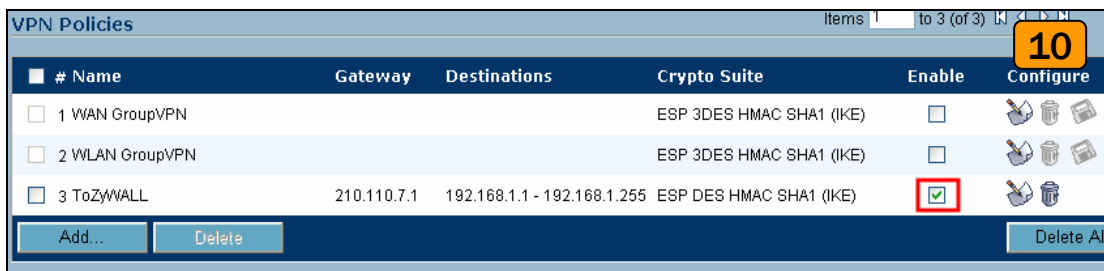 VPN Policies Items 1 to 3 (of 3)
10
# Name Gateway Destinations Crypto Suite Enable Configure
1 WAN GroupVPN ESP 3DES HMAC SHA1 (IKE)
2 WLAN GroupVPN ESP 3DES HMAC SHA1 (IKE)
3 ToZyWALL 210.110.7.1 192.168.1.1 - 192.168.1.255 ESP DES HMAC SHA1 (IKE)
Add... Delete Delete Al